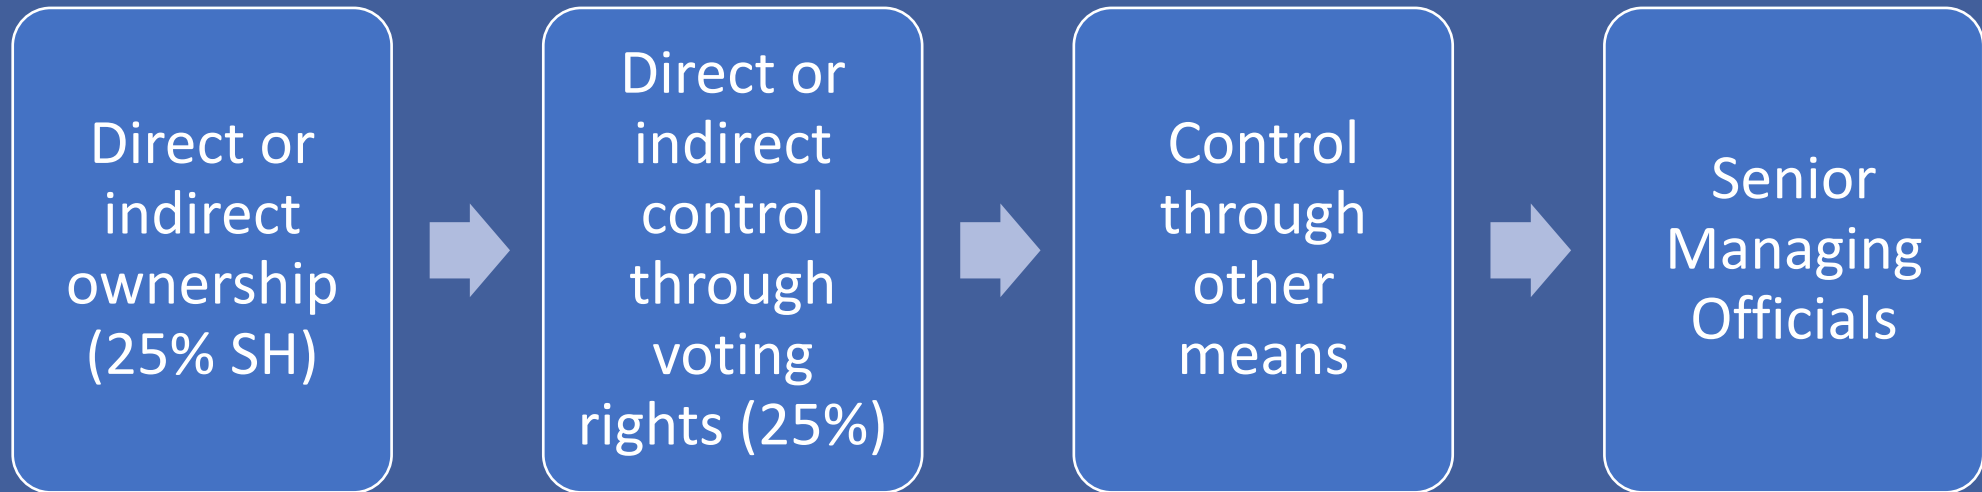 Direct or
indirect
ownership
(25% SH)
Direct or
indirect
control
through
voting
rights (25%)
Control
through
other
means
Senior
Managing
Officials